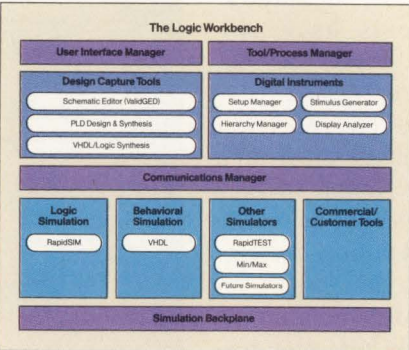 The Logic Workbench
User Interface Manager
Tool/Process Manager
Design Capture Tools
Schematic Editor (ValidGED)
PLD Design & Synthesis
VHDL/Logic Synthesis
Digital Instruments
Setup Manager
Stimulus Generator
Hierarchy Manager
Display Analyzer
Communications Manager
Logic
Simulation
RapidSIM
Behavioral
Simulation
VHDL
Other
Simulators
RapidTEST
Min/Max
Future Simulators
Commercial/
Customer Tools
Simulation Backplane